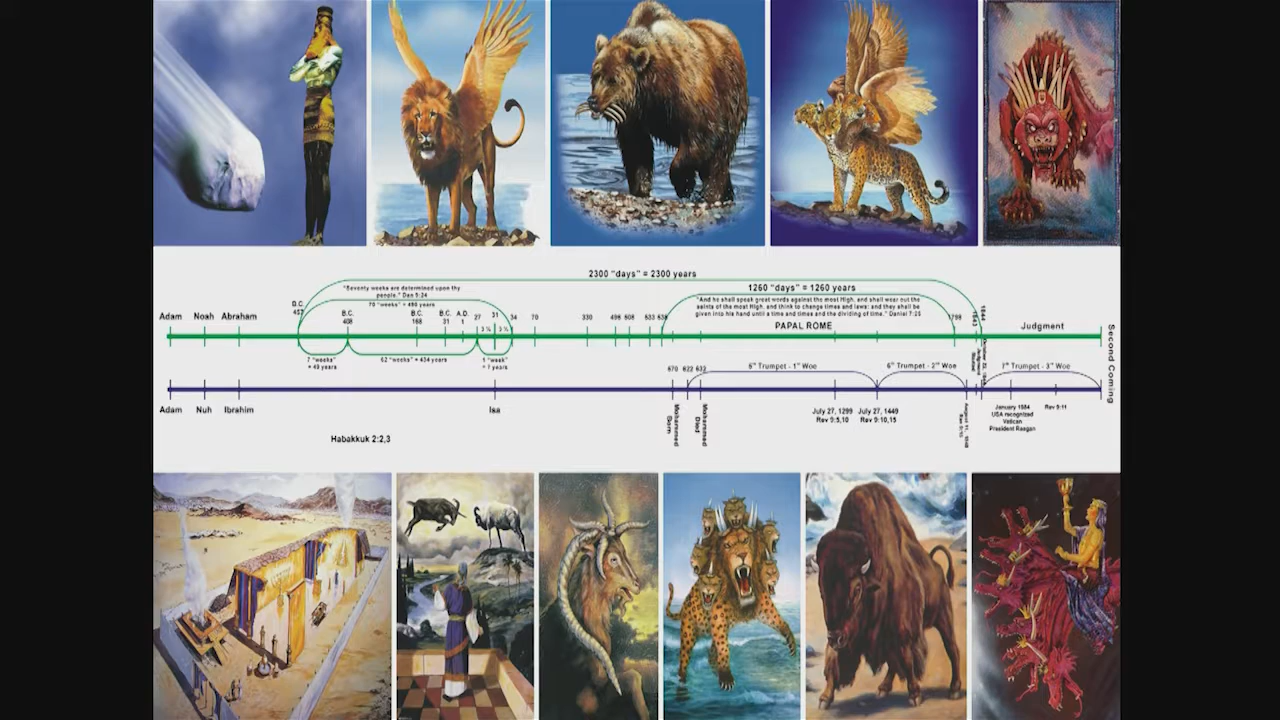 2300 "days" = 2300 years
"Seventy weeks are determined upon thy
people." Dan 9:24
70 "weeks" = 490 years
1260 "days" = 1260 years
"And he shall speak great words against the most High, and shall wear out the
saints of the most High, and think to change times and laws: and they shall be
given into his hand until a time and times and the dividing of time." Daniel 7:25
Adam Noah Abraham
B.C.
457
B.C.
408
B.C.
168
B.C.
31
A.D.
1
27
31
34
70
330
496
508
533
538
PAPAL ROME
1798
1843
1844
Judgment
Second Coming
3 ½ 3 ½
7 "weeks"
= 49 years
62 "weeks" = 434 years
1 "week"
= 7 years
570 622 632
5th Trumpet - 1st Woe
6th Trumpet - 2nd Woe
7th Trumpet - 3rd Woe
Adam Nuh Ibrahim
Isa
Mohammed
Born
Mohammed
Died
July 27, 1299
Rev 9:5,10
July 27, 1449
Rev 9:10,15
January 1984
USA recognized
Vatican
President Reagan
Rev 9:11
Habakkuk 2:2,3